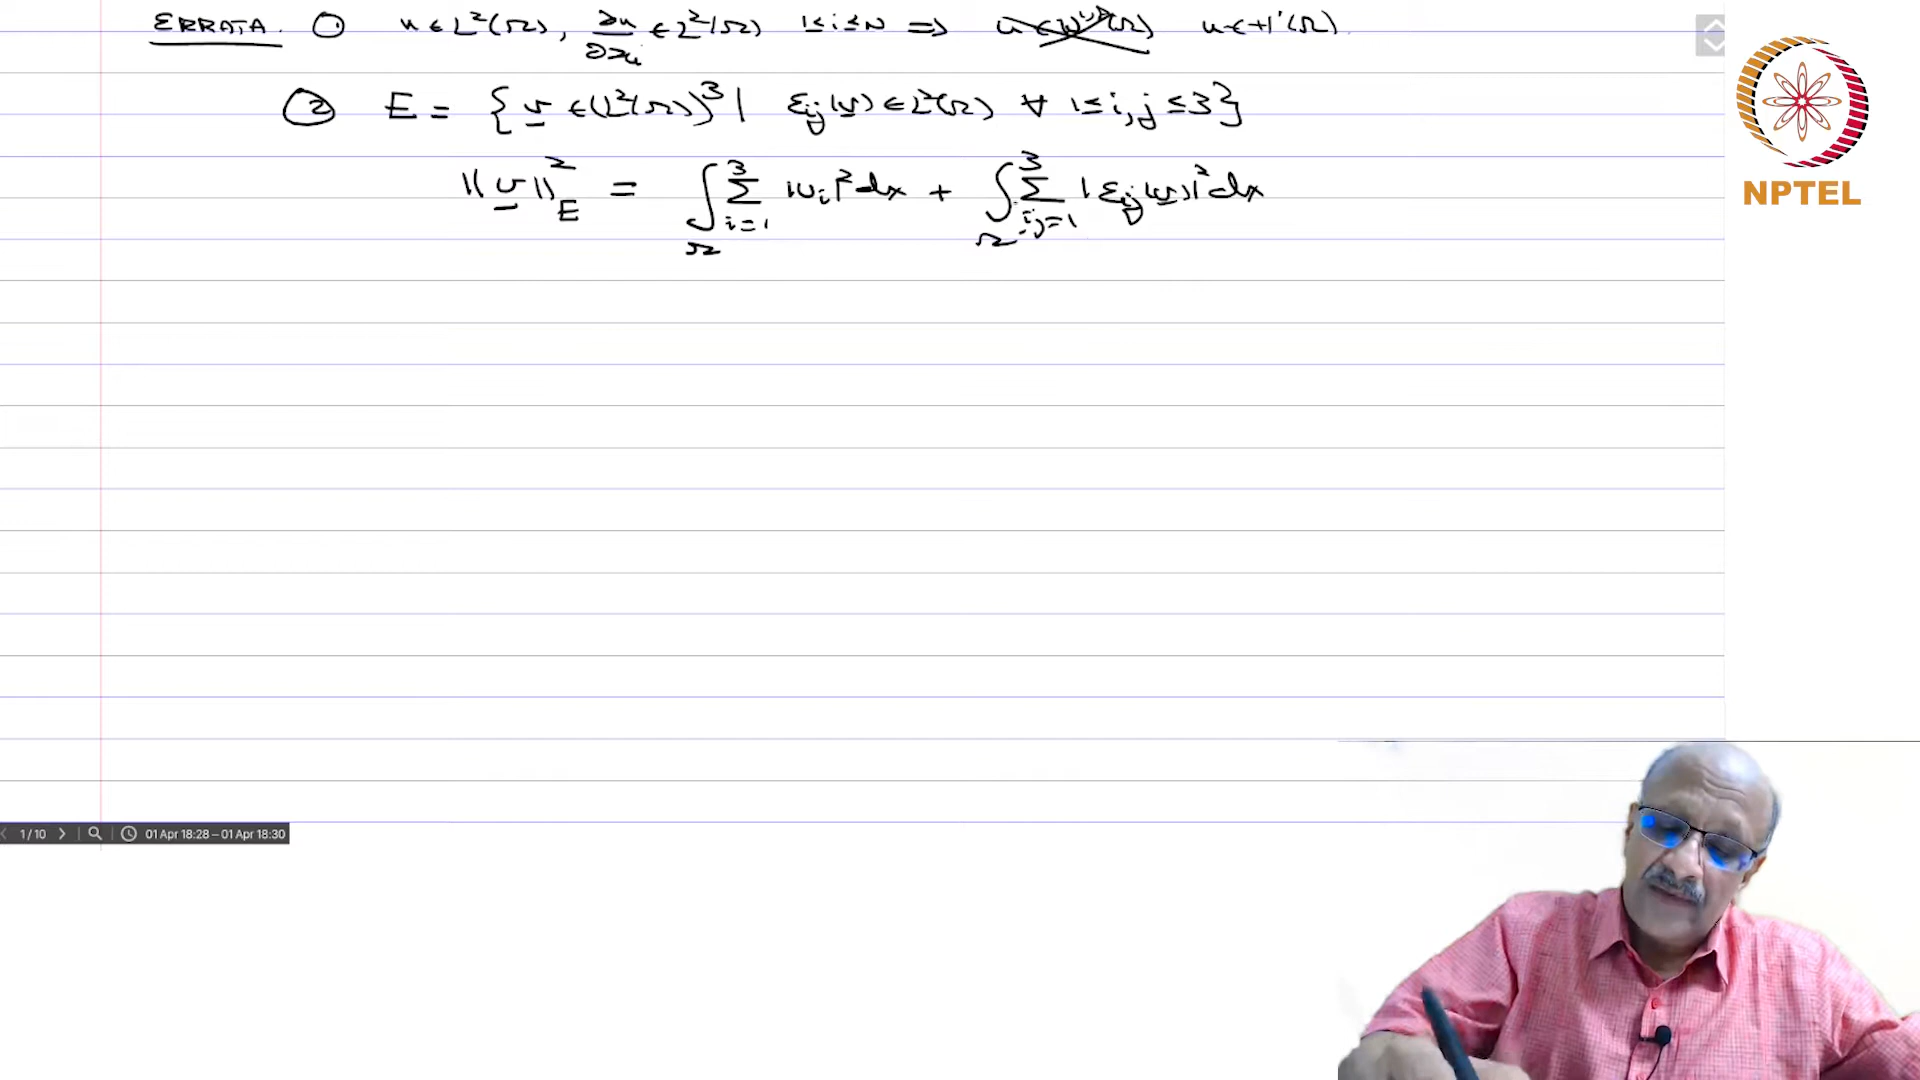 ERRATA. ① u ∈ L²(Ω), ∂u/∂xᵢ ∈ L²(Ω) 1≤i≤N ⇒ u ∈ W^{1,p}(Ω) u ∈ H¹(Ω).
② E = { v ∈ (L²(Ω))³ | εᵢⱼ(v) ∈ L²(Ω) ∀ 1≤i,j≤3 }
‖v‖²_E = ∫_Ω Σ_{i=1}^3 |vᵢ|² dx + ∫_Ω Σ_{i,j=1}^3 |εᵢⱼ(v)|² dx
NPTEL
1/10 01 Apr 18:28 – 01 Apr 18:30